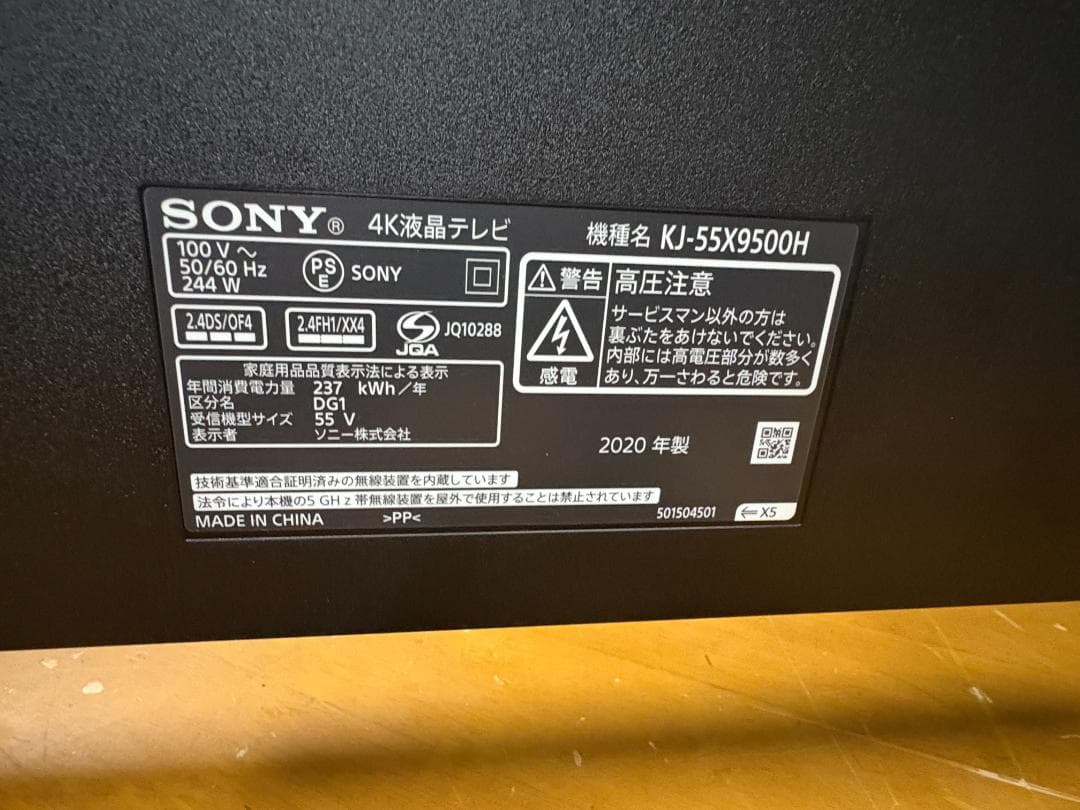 SONY® 4K液晶テレビ
機種名 KJ-55X9500H
100 V ～
50/60 Hz
244 W
PS
E
SONY
2.4DS/OF4
2.4FH1/XX4
JQA
JQ10288
家庭用品品質表示法による表示
年間消費電力量 237 kWh/年
区分名 DG1
受信機型サイズ 55 V
表示者 ソニー株式会社
警告
感電
高圧注意
サービスマン以外の方は
裏ぶたをあけないでください。
内部には高電圧部分が数多く
あり、万一さわると危険です。
2020 年製
技術基準適合証明済みの無線装置を内蔵しています
法令により本機の5 GHz帯無線装置を屋外で使用することは禁止されています
MADE IN CHINA >PP< 501504501 ⇐ X5